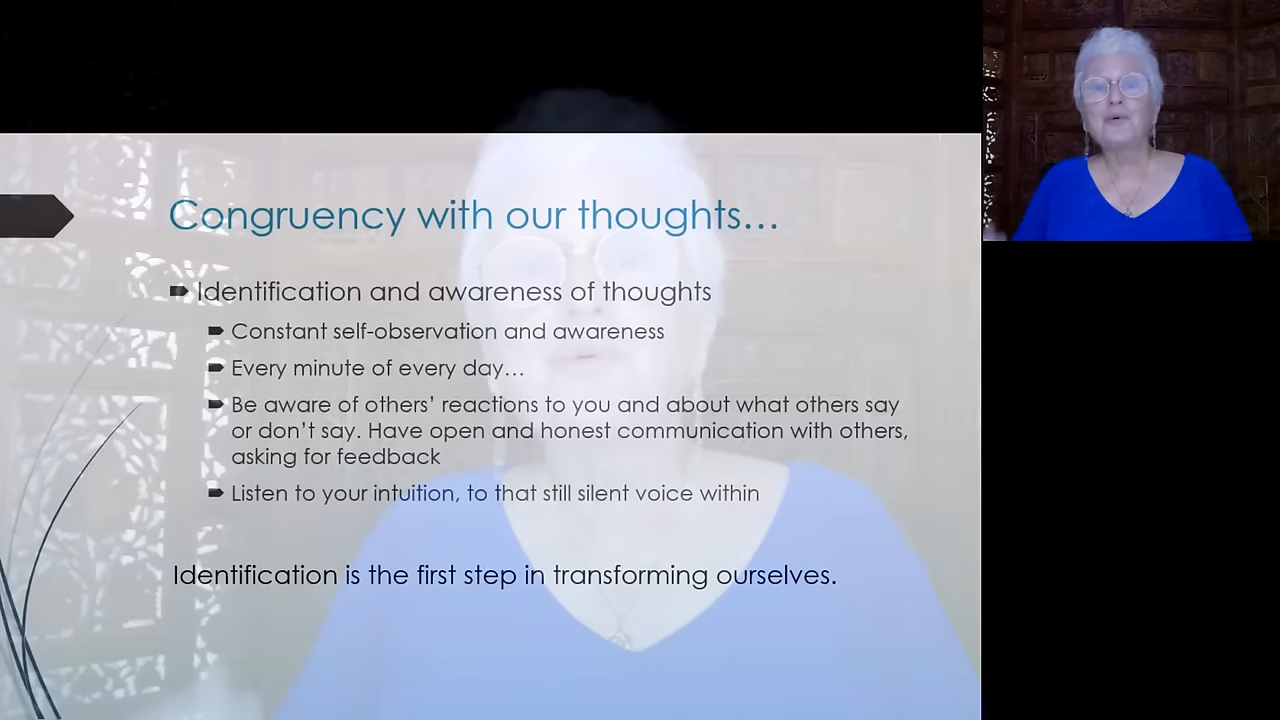 Congruency with our thoughts…
Identification and awareness of thoughts
Constant self-observation and awareness
Every minute of every day…
Be aware of others’ reactions to you and about what others say
or don’t say. Have open and honest communication with others,
asking for feedback
Listen to your intuition, to that still silent voice within
Identification is the first step in transforming ourselves.